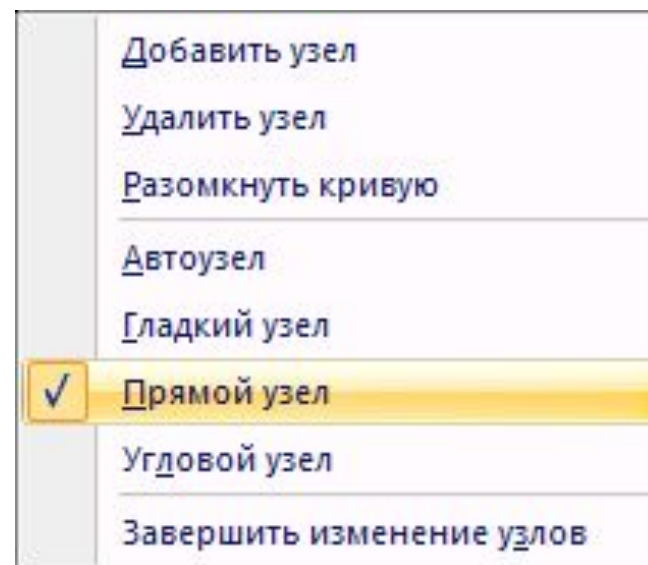 Добавить узел
Удалить узел
Разомкнуть кривую
Автоузел
Гладкий узел
Прямой узел
Угловой узел
Завершить изменение узлов